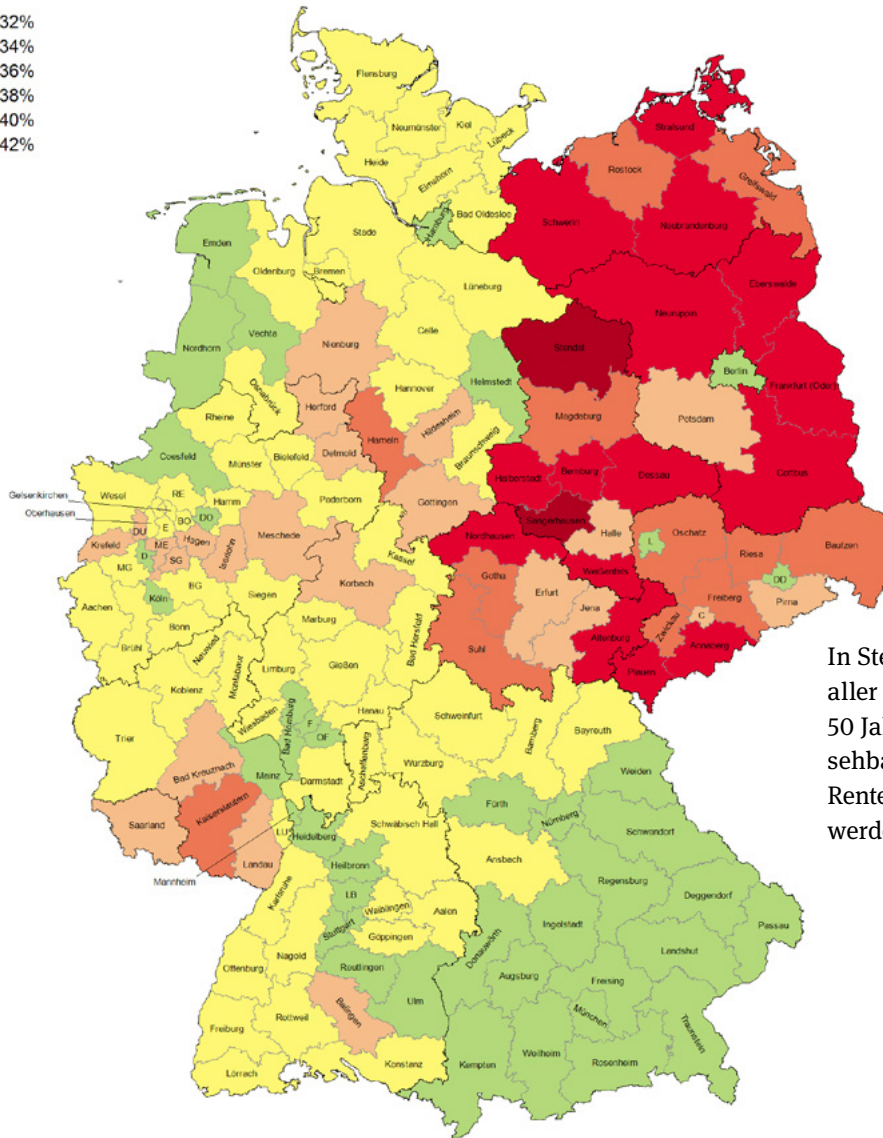 32%
34%
36%
38%
40%
42%
Flensburg
Neumünster
Kiel
Lübeck
Heide
Elmshorn
Bad Oldesloe
Hamburg
Stralsund
Rostock
Greifswald
Schwerin
Neubrandenburg
Emden
Stade
Oldenburg
Bremen
Lüneburg
Eberswalde
Neuruppin
Nordhorn
Vechta
Nienburg
Celle
Stendal
Berlin
Frankfurt (Oder)
Osnabrück
Hannover
Helmstedt
Rheine
Herford
Hameln
Hildesheim
Magdeburg
Potsdam
Braunschweig
Coesfeld
Münster
Bielefeld
Detmold
Halberstadt
Bernburg
Dessau
Cottbus
Gelsenkirchen
Wesel
RE
Hamm
Paderborn
Göttingen
Oberhausen
BO
DO
E
DU
Sangerhausen
Halle
Oschatz
Krefeld
ME
Hagen
Iserlohn
Meschede
Nordhausen
L
Riesa
Bautzen
D
SG
MG
Kassel
Korbach
Weißenfels
DD
BG
Köln
Siegen
Gotha
Erfurt
Jena
Freiberg
Pirna
Aachen
Bonn
Marburg
Bad Hersfeld
Altenburg
Zwickau
C
Annaberg
Brühl
Neuwied
Montabaur
Limburg
Gießen
Suhl
Plauen
Koblenz
Wiesbaden
Bad Homburg
Hanau
Schweinfurt
Bamberg
Bayreuth
Trier
F
OF
Aschaffenburg
Würzburg
Weiden
Bad Kreuznach
Mainz
Darmstadt
Fürth
Nürnberg
Schwandorf
Saarland
Kaiserslautern
LU
Heidelberg
Schwäbisch Hall
Ansbach
Landau
Mannheim
Heilbronn
Regensburg
Deggendorf
Karlsruhe
LB
Waiblingen
Aalen
Ingolstadt
Passau
Stuttgart
Göppingen
Donauwörth
Landshut
Nagold
Offenburg
Reutlingen
Augsburg
Freising
Ulm
Balingen
München
Freiburg
Rottweil
Traunstein
Lörrach
Konstanz
Kempten
Weilheim
Rosenheim
In Ste
aller
50 Jal
sehba
Rente
werde